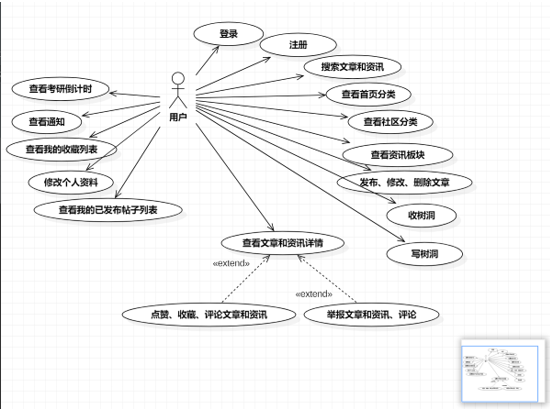 登录
注册
搜索文章和资讯
查看首页分类
查看考研倒计时
查看通知
用户
查看社区分类
查看我的收藏列表
查看资讯板块
修改个人资料
发布、修改、删除文章
查看我的已发布帖子列表
收树洞
查看文章和资讯详情
写树洞
«extend»
«extend»
点赞、收藏、评论文章和资讯
举报文章和资讯、评论